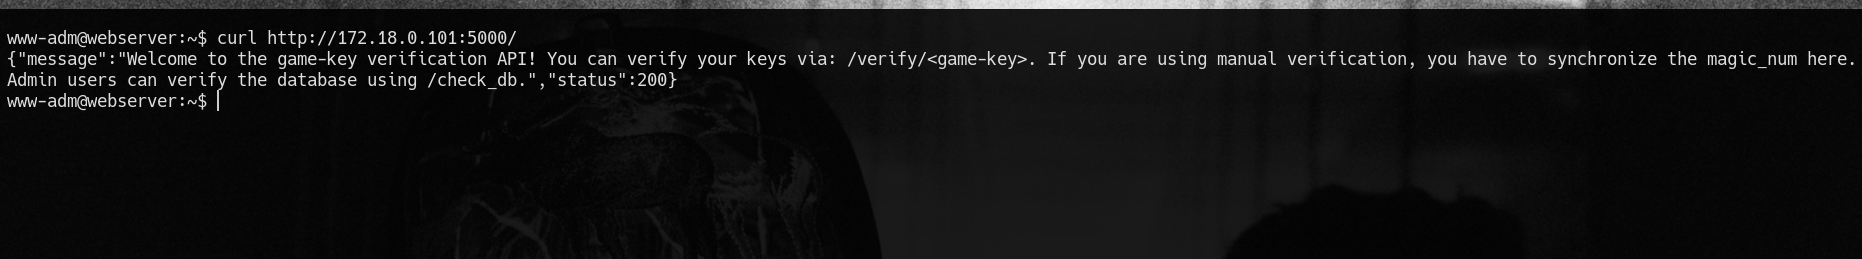 www-adm@webserver:~$ curl http://172.18.0.101:5000/
{"message":"Welcome to the game-key verification API! You can verify your keys via: /verify/<game-key>. If you are using manual verification, you have to synchronize the magic_num here.
Admin users can verify the database using /check_db.","status":200}
www-adm@webserver:~$